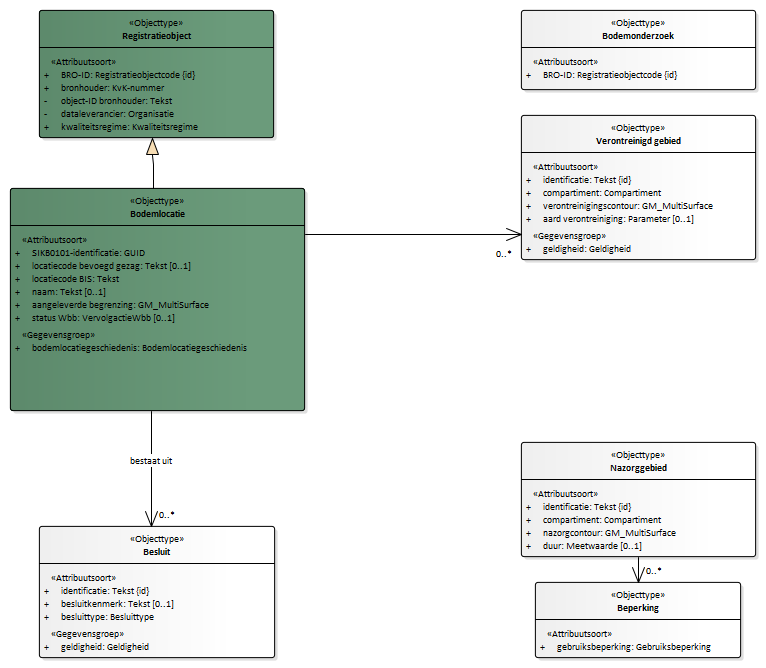 «Objecttype»
Registratieobject
«Attribuutsoort»
+ BRO-ID: Registratieobjectcode {id}
+ bronhouder: KvK-nummer
- object-ID bronhouder: Tekst
- dataleverancier: Organisatie
+ kwaliteitsregime: Kwaliteitsregime
«Objecttype»
Bodemonderzoek
«Attribuutsoort»
+ BRO-ID: Registratieobjectcode {id}
«Objecttype»
Verontreinigd gebied
«Attribuutsoort»
+ identificatie: Tekst {id}
+ compartiment: Compartiment
+ verontreinigingscontour: GM_MultiSurface
+ aard verontreiniging: Parameter [0..1]
«Gegevensgroep»
+ geldigheid: Geldigheid
«Objecttype»
Bodemlocatie
«Attribuutsoort»
+ SIKB0101-identificatie: GUID
+ locatiecode bevoegd gezag: Tekst [0..1]
+ locatiecode BIS: Tekst
+ naam: Tekst [0..1]
+ aangeleverde begrenzing: GM_MultiSurface
+ status Wbb: VervolgactieWbb [0..1]
«Gegevensgroep»
+ bodemlocatiegeschiedenis: Bodemlocatiegeschiedenis
0..*
bestaat uit
0..*
«Objecttype»
Besluit
«Attribuutsoort»
+ identificatie: Tekst {id}
+ besluitkenmerk: Tekst [0..1]
+ besluittype: Besluittype
«Gegevensgroep»
+ geldigheid: Geldigheid
«Objecttype»
Nazorggebied
«Attribuutsoort»
+ identificatie: Tekst {id}
+ compartiment: Compartiment
+ nazorgcontour: GM_MultiSurface
+ duur: Meetwaarde [0..1]
0..*
«Objecttype»
Beperking
«Attribuutsoort»
+ gebruiksbeperking: Gebruiksbeperking